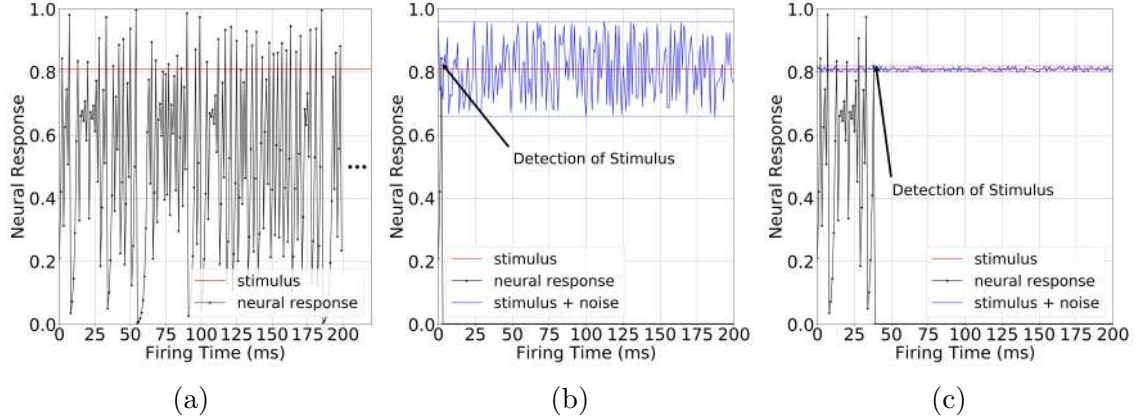 Neural Response
1.0
0.8
0.6
0.4
0.2
0.0
0 25 50 75 100 125 150 175 200
Firing Time (ms)
stimulus
neural response
(a)
Neural Response
1.0
0.8
0.6
0.4
0.2
0.0
Detection of Stimulus
stimulus
neural response
stimulus + noise
0 25 50 75 100 125 150 175 200
Firing Time (ms)
(b)
Neural Response
1.0
0.8
0.6
0.4
0.2
0.0
Detection of Stimulus
stimulus
neural response
stimulus + noise
0 25 50 75 100 125 150 175 200
Firing Time (ms)
(c)